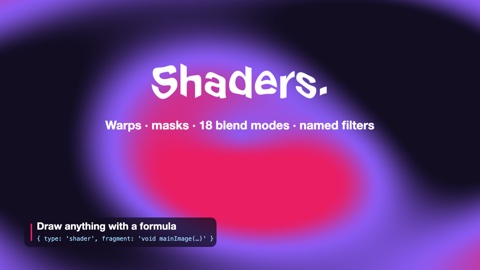 Shaders.
Warps · masks · 18 blend modes · named filters
Draw anything with a formula
{ type: 'shader', fragment: 'void mainImage(…)' }